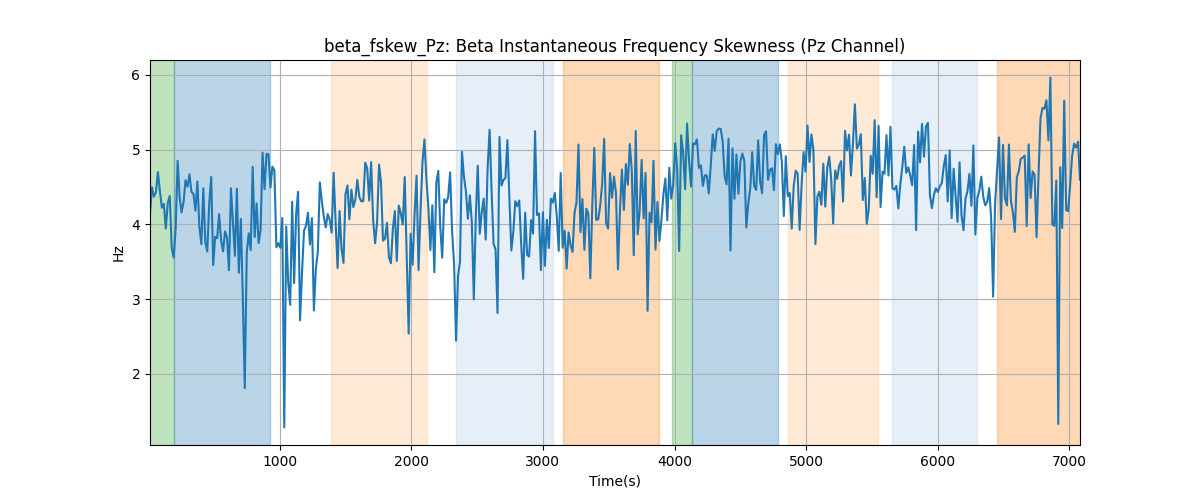 beta_fskew_Pz: Beta Instantaneous Frequency Skewness (Pz Channel)
6
5
4
3
2
Hz
1000 2000 3000 4000 5000 6000 7000
Time(s)